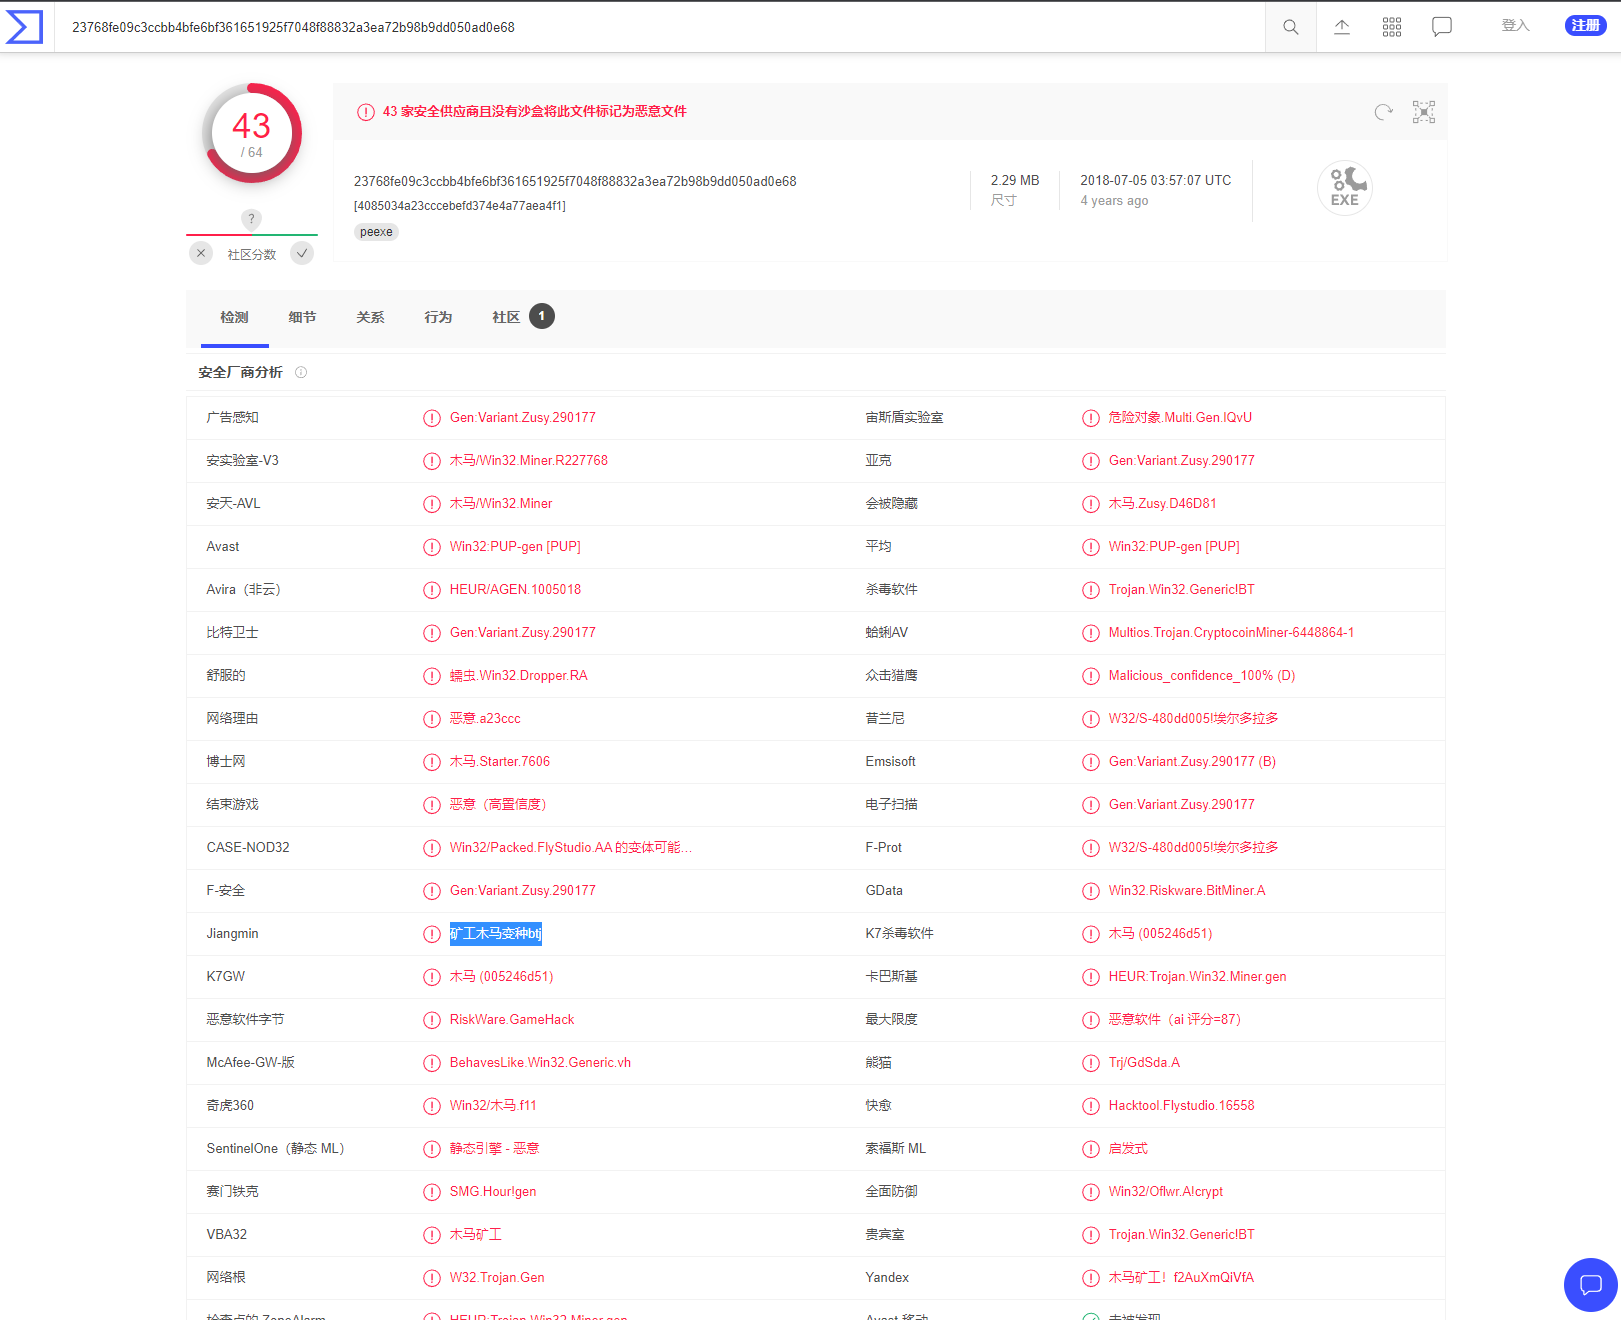 23768fe09c3ccbb4bfe6bf361651925f7048f88832a3ea72b98b9dd050ad0e68
登入
注册
43
/ 64
43 家安全供应商且没有沙盒将此文件标记为恶意文件
23768fe09c3ccbb4bfe6bf361651925f7048f88832a3ea72b98b9dd050ad0e68
[4085034a23cccebefd374e4a77aea4f1]
peexe
2.29 MB
尺寸
2018-07-05 03:57:07 UTC
4 years ago
EXE
?
社区分数
检测
细节
关系
行为
社区
1
安全厂商分析
广告感知
Gen:Variant.Zusy.290177
宙斯盾实验室
危险对象.Multi.Gen.lQvU
安实验室-V3
木马/Win32.Miner.R227768
亚克
Gen:Variant.Zusy.290177
安天-AVL
木马/Win32.Miner
会被隐藏
木马.Zusy.D46D81
Avast
Win32:PUP-gen [PUP]
平均
Win32:PUP-gen [PUP]
Avira（非云）
HEUR/AGEN.1005018
杀毒软件
Trojan.Win32.Generic!BT
比特卫士
Gen:Variant.Zusy.290177
蛤蜊AV
Multios.Trojan.CryptocoinMiner-6448864-1
舒服的
蠕虫.Win32.Dropper.RA
众击猎鹰
Malicious_confidence_100% (D)
网络理由
恶意.a23ccc
昔兰尼
W32/S-480dd005!埃尔多拉多
博士网
木马.Starter.7606
Emsisoft
Gen:Variant.Zusy.290177 (B)
结束游戏
恶意（高置信度）
电子扫描
Gen:Variant.Zusy.290177
CASE-NOD32
Win32/Packed.FlyStudio.AA 的变体可能…
F-Prot
W32/S-480dd005!埃尔多拉多
F-安全
Gen:Variant.Zusy.290177
GData
Win32.Riskware.BitMiner.A
Jiangmin
矿工木马变种btj
K7杀毒软件
木马 (005246d51)
K7GW
木马 (005246d51)
卡巴斯基
HEUR:Trojan.Win32.Miner.gen
恶意软件字节
RiskWare.GameHack
最大限度
恶意软件（ai 评分=87）
McAfee-GW-版
BehavesLike.Win32.Generic.vh
熊猫
Trj/GdSda.A
奇虎360
Win32/木马.f11
快愈
Hacktool.Flystudio.16558
SentinelOne（静态 ML）
静态引擎 - 恶意
索福斯 ML
启发式
赛门铁克
SMG.Hour!gen
全面防御
Win32/Oflwr.A!crypt
VBA32
木马矿工
贵宾室
Trojan.Win32.Generic!BT
网络根
W32.Trojan.Gen
Yandex
木马矿工！f2AuXmQiVfA
检查点的 ZoneAlarm
HEUR:Trojan.Win32.Miner.gen
Avast 移动
未被发现